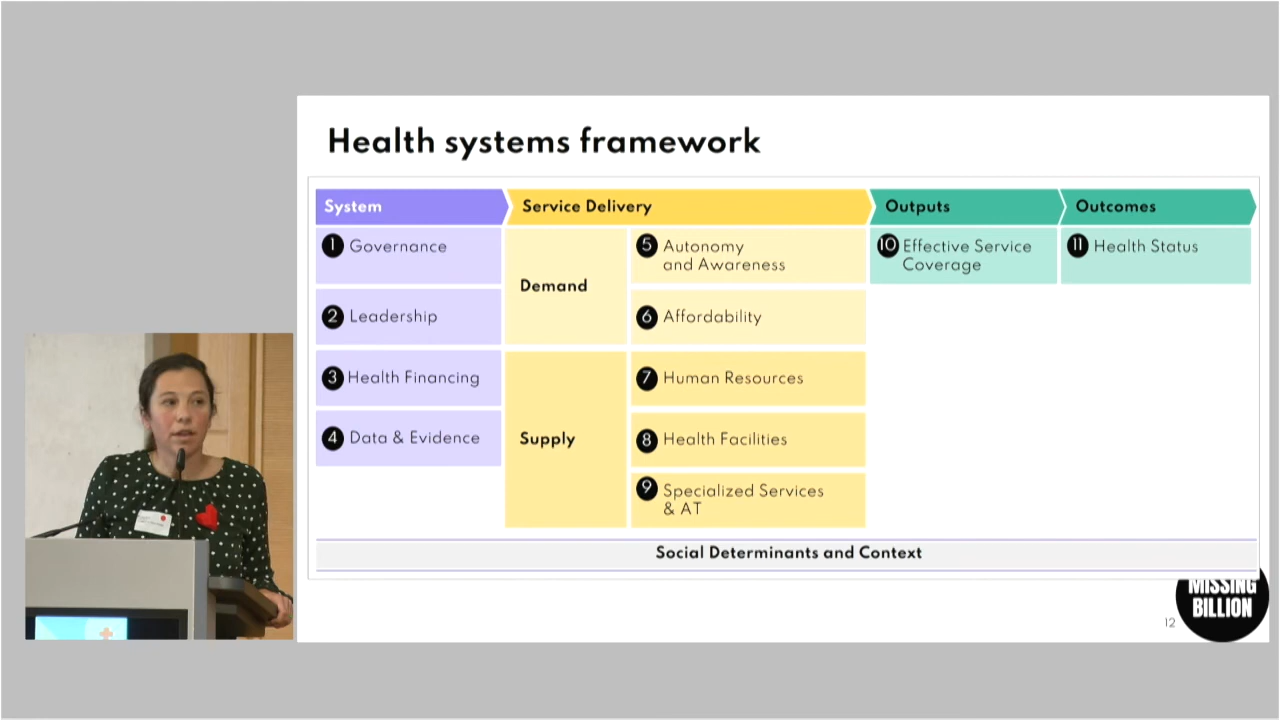 Health systems framework
System
Service Delivery
Outputs
Outcomes
1 Governance
2 Leadership
3 Health Financing
4 Data & Evidence
Demand
5 Autonomy
and Awareness
6 Affordability
Supply
7 Human Resources
8 Health Facilities
9 Specialized Services
& AT
10 Effective Service
Coverage
11 Health Status
Social Determinants and Context
12
MISSING
BILLION